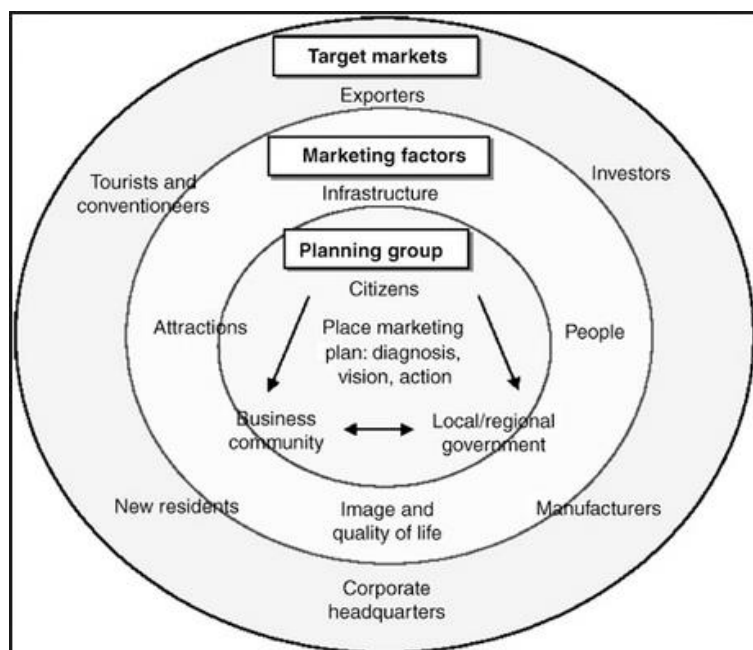 Target markets
Exporters
Marketing factors
Tourists and
conventioneers
Investors
Infrastructure
Planning group
Citizens
Attractions
Place marketing
plan: diagnosis,
vision, action
People
Business
community
Local/regional
government
New residents
Image and
quality of life
Manufacturers
Corporate
headquarters